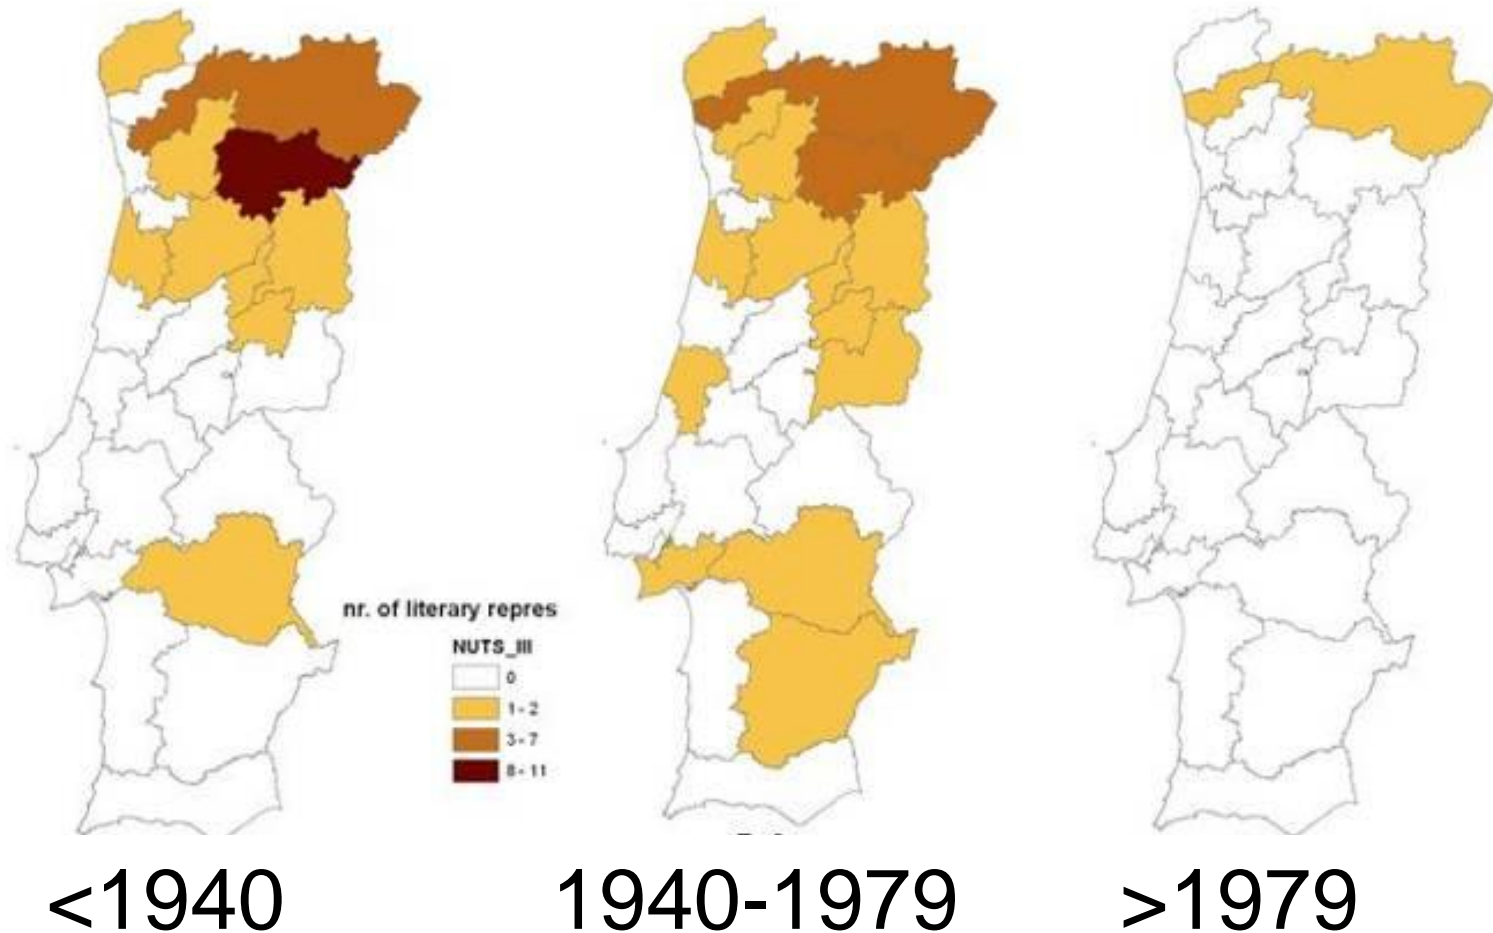 nr. of literary repres
NUTS_III
0
1 - 2
3 - 7
8 - 11
<1940
1940-1979
>1979